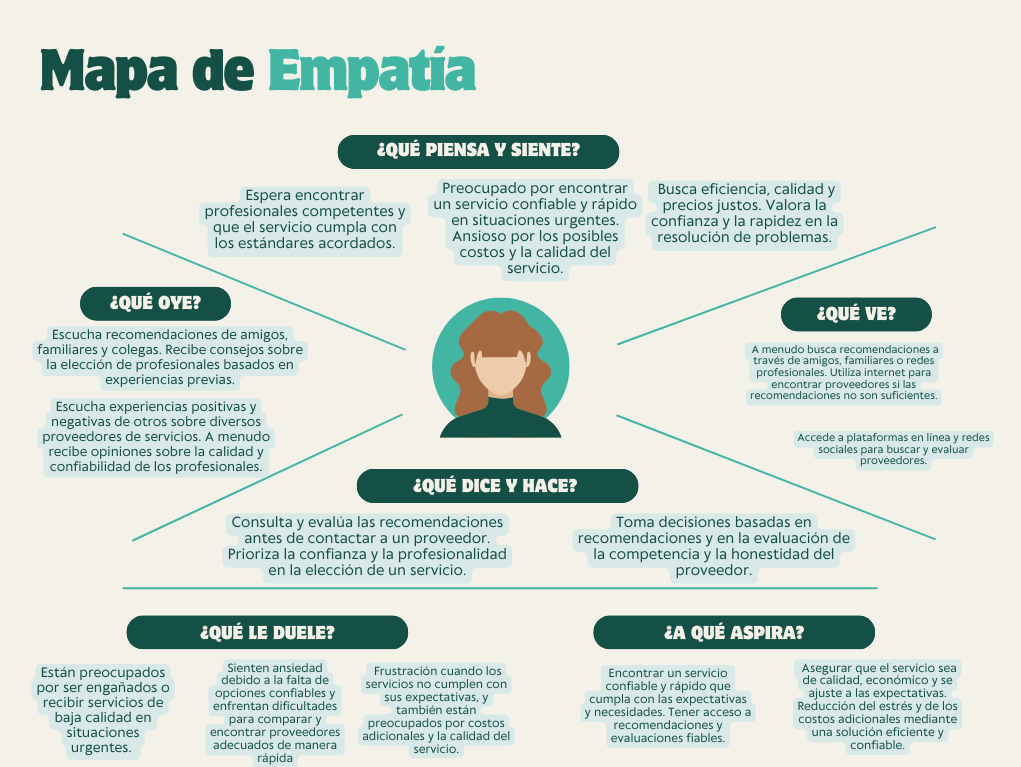 Mapa de Empatía
¿QUÉ PIENSA Y SIENTE?
Espera encontrar
profesionales competentes y
que el servicio cumpla con
los estándares acordados.
Preocupado por encontrar
un servicio confiable y rápido
en situaciones urgentes.
Ansioso por los posibles
costos y la calidad del
servicio.
Busca eficiencia, calidad y
precios justos. Valora la
confianza y la rapidez en la
resolución de problemas.
¿QUÉ OYE?
Escucha recomendaciones de amigos,
familiares y colegas. Recibe consejos sobre
la elección de profesionales basados en
experiencias previas.
Escucha experiencias positivas y
negativas de otros sobre diversos
proveedores de servicios. A menudo
recibe opiniones sobre la calidad y
confiabilidad de los profesionales.
¿QUÉ VE?
A menudo busca recomendaciones a
través de amigos, familiares o redes
profesionales. Utiliza internet para
encontrar proveedores si las
recomendaciones no son suficientes.
Accede a plataformas en línea y redes
sociales para buscar y evaluar
proveedores.
¿QUÉ DICE Y HACE?
Consulta y evalúa las recomendaciones
antes de contactar a un proveedor.
Prioriza la confianza y la profesionalidad
en la elección de un servicio.
Toma decisiones basadas en
recomendaciones y en la evaluación de
la competencia y la honestidad del
proveedor.
¿QUÉ LE DUELE?
Están preocupados
por ser engañados o
recibir servicios de
baja calidad en
situaciones
urgentes.
Sienten ansiedad
debido a la falta de
opciones confiables y
enfrentan dificultades
para comparar y
encontrar proveedores
adecuados de manera
rápida
Frustración cuando los
servicios no cumplen con
sus expectativas, y
también están
preocupados por costos
adicionales y la calidad del
servicio.
¿A QUÉ ASPIRA?
Encontrar un servicio
confiable y rápido que
cumpla con las expectativas
y necesidades. Tener acceso a
recomendaciones y
evaluaciones fiables.
Asegurar que el servicio sea
de calidad, económico y se
ajuste a las expectativas.
Reducción del estrés y de los
costos adicionales mediante
una solución eficiente y
confiable.